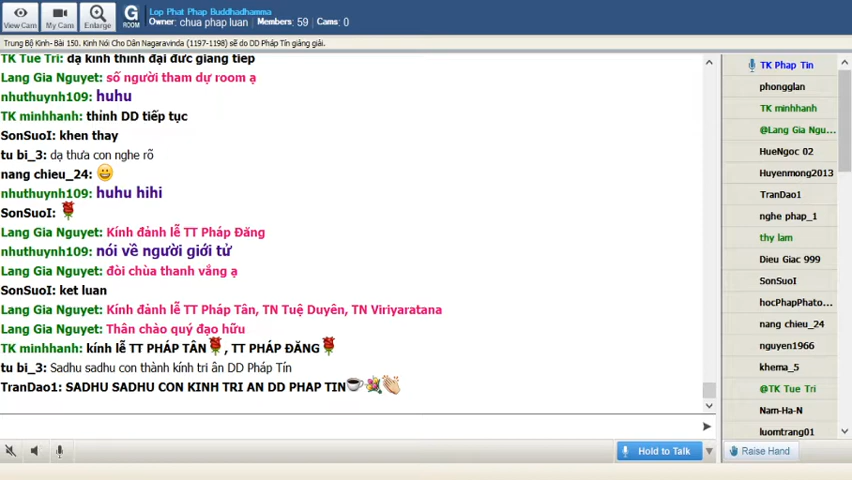 View Cam
My Cam
Enlarge
G
ROOM
Lop Phat Phap Buddhadhamma
Owner: chua phap luan Members: 59 Cams: 0
Trung Bộ Kinh- Bài 150. Kinh Nói Cho Dân Nagaravinda (1197-1198) sẽ do DD Pháp Tín giảng giải.
TK Tue Tri: dạ kính thỉnh đại đức giảng tiếp
Lang Gia Nguyet: số người tham dự room ạ
nhuthuynh109: huhu
TK minhhanh: thỉnh DD tiếp tục
SonSuoI: khen thay
tu bi_3: dạ thưa con nghe rõ
nang chieu_24:
nhuthuynh109: huhu hihi
SonSuoI:
Lang Gia Nguyet: Kính đảnh lễ TT Pháp Đăng
nhuthuynh109: nói về người giới tử
Lang Gia Nguyet: đòi chùa thanh vắng ạ
SonSuoI: ket luan
Lang Gia Nguyet: Kính đảnh lễ TT Pháp Tân, TN Tuệ Duyên, TN Viriyaratana
Lang Gia Nguyet: Thân chào quý đạo hữu
TK minhhanh: kính lễ TT PHÁP TÂN, TT PHÁP ĐĂNG
tu bi_3: Sadhu sadhu con thành kính tri ân DD Pháp Tín
TranDao1: SADHU SADHU CON KINH TRI AN DD PHAP TIN
Hold to Talk
TK Phap Tin
phongglan
TK minhhanh
@Lang Gia Ngu...
HueNgoc 02
Huyenmong2013
TranDao1
nghe phap_1
thy lam
Dieu Giac 999
SonSuoI
hocPhapPhato...
nang chieu_24
nguyen1966
khema_5
@TK Tue Tri
Nam-Ha-N
luomtrang01
Raise Hand